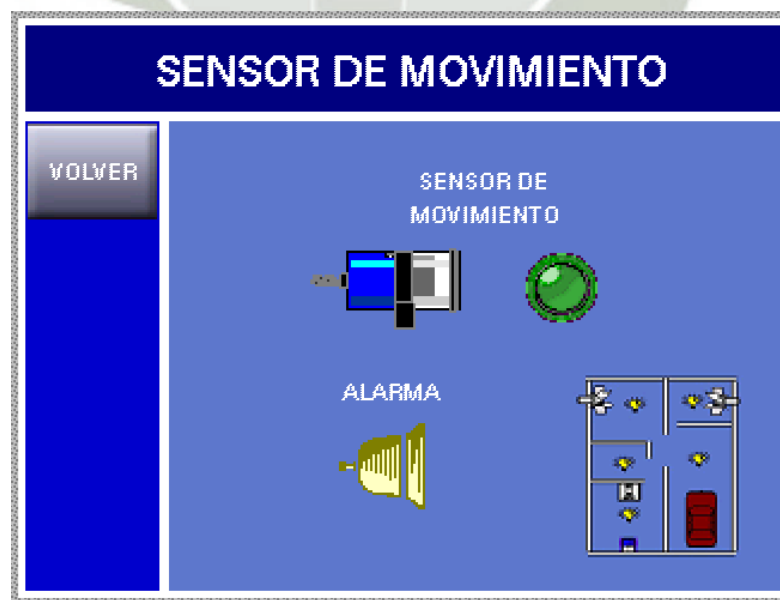 SENSOR DE MOVIMIENTO
VOLVER
SENSOR DE
MOVIMIENTO
ALARMA